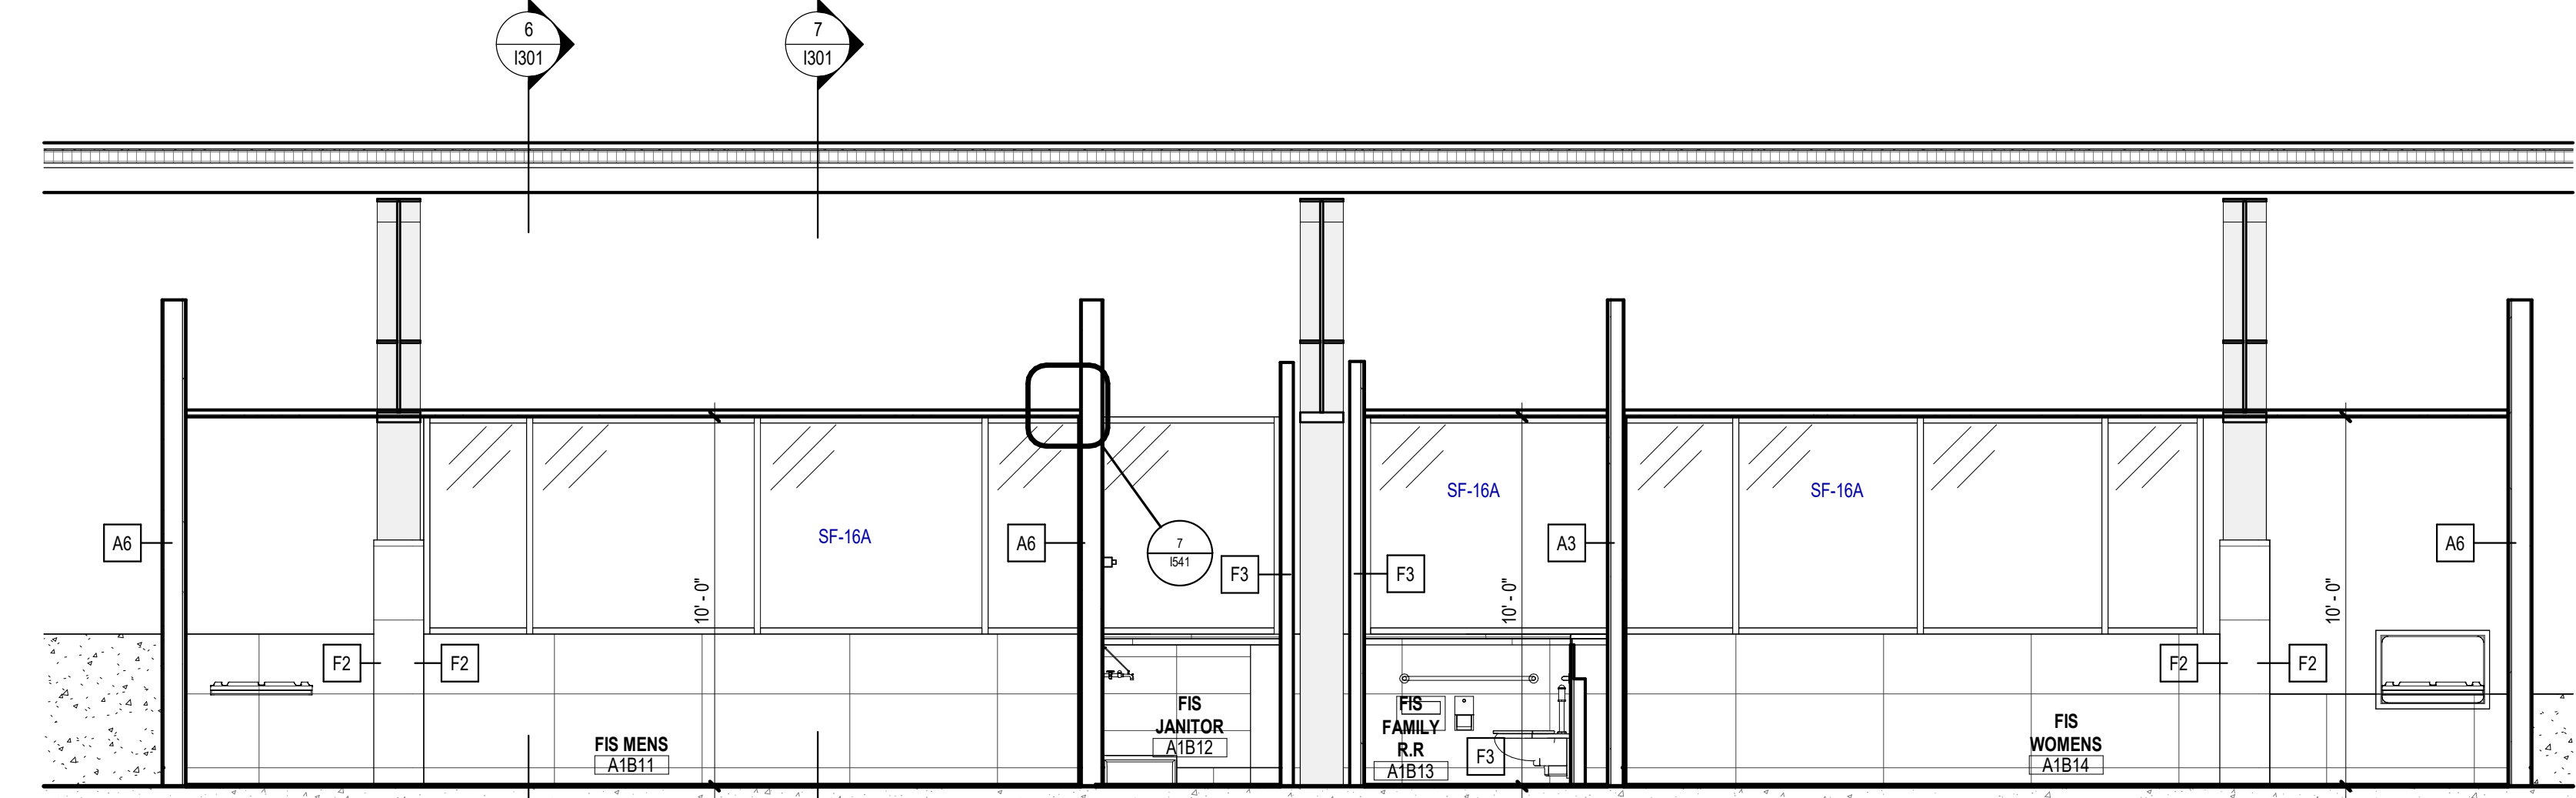 6
I301
7
I301
SF-16A
SF-16A
SF-16A
A6
A6
7
I541
F3
F3
A3
A6
10' - 0"
10' - 0"
10' - 0"
F2
F2
F2
F2
FIS MENS
A1B11
FIS
JANITOR
A1B12
FIS
FAMILY
R.R
A1B13
F3
FIS
WOMENS
A1B14